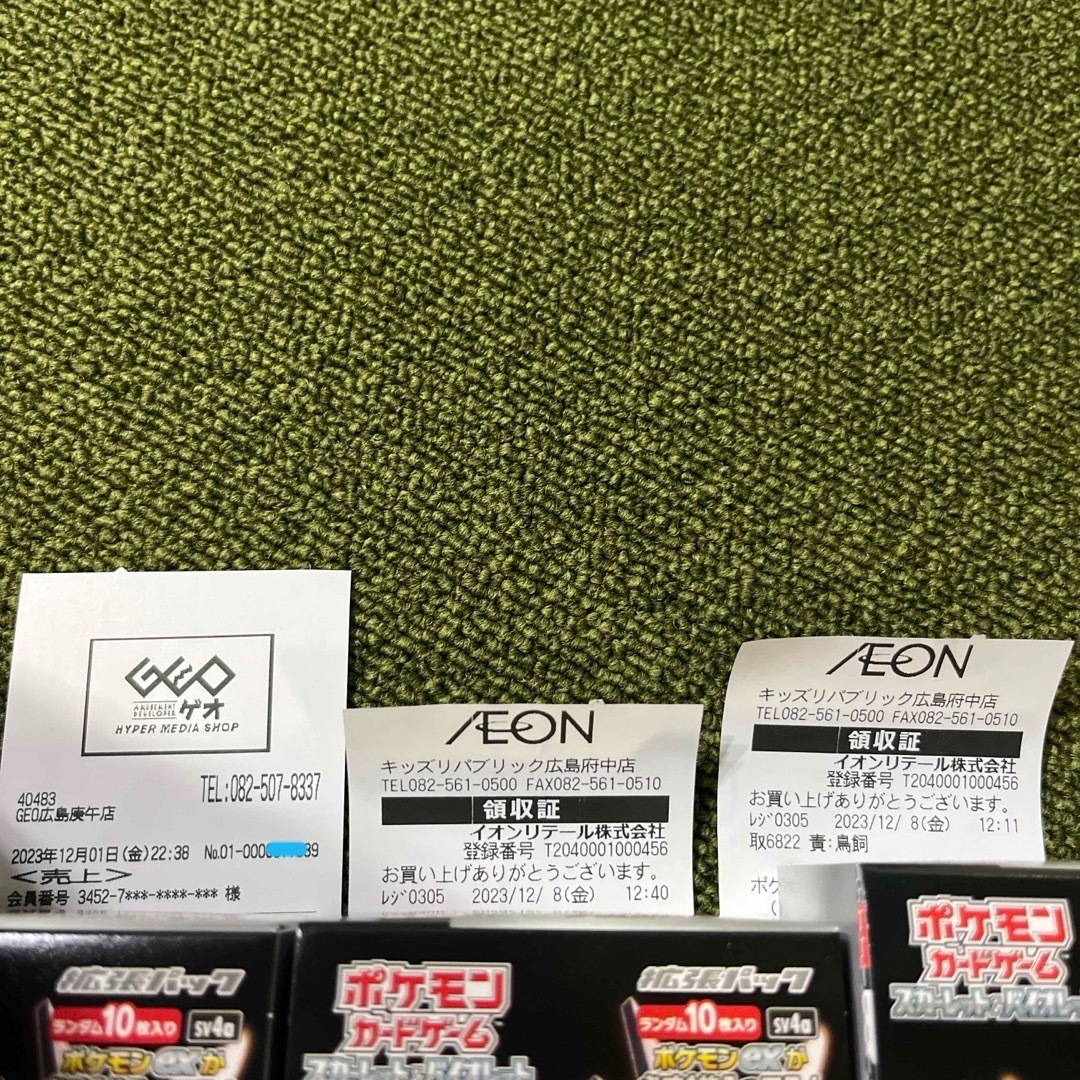 GEO
AMUSEMENT DEVELOPER ゲオ
HYPER MEDIA SHOP
TEL:082-507-8337
40483
GEO広島庚午店
2023年12月01日(金)22:38 No.01-000
<売上>
会員番号 3452-7***-****-*** 様
ÆON
キッズリパブリック広島府中店
TEL082-561-0500 FAX082-561-0510
領収証
イオンリテール株式会社
登録番号 T2040001000456
お買い上げありがとうございます。
ﾚｼﾞ0305 2023/12/ 8(金) 12:40
ÆON
キッズリパブリック広島府中店
TEL082-561-0500 FAX082-561-0510
領収証
イオンリテール株式会社
登録番号 T2040001000456
お買い上げありがとうございます。
ﾚｼﾞ0305 2023/12/ 8(金) 12:11
取6822 責:鳥飼
ポケ
拡張パック
ランダム10枚入り sv4a
ポケモンexが
ポケモン
カードゲーム
スカーレット&バイオレット
拡張パック
ランダム10枚入り sv4a
ポケモンexが
ポケモン
カードゲーム
スカーレット&バイオレッ